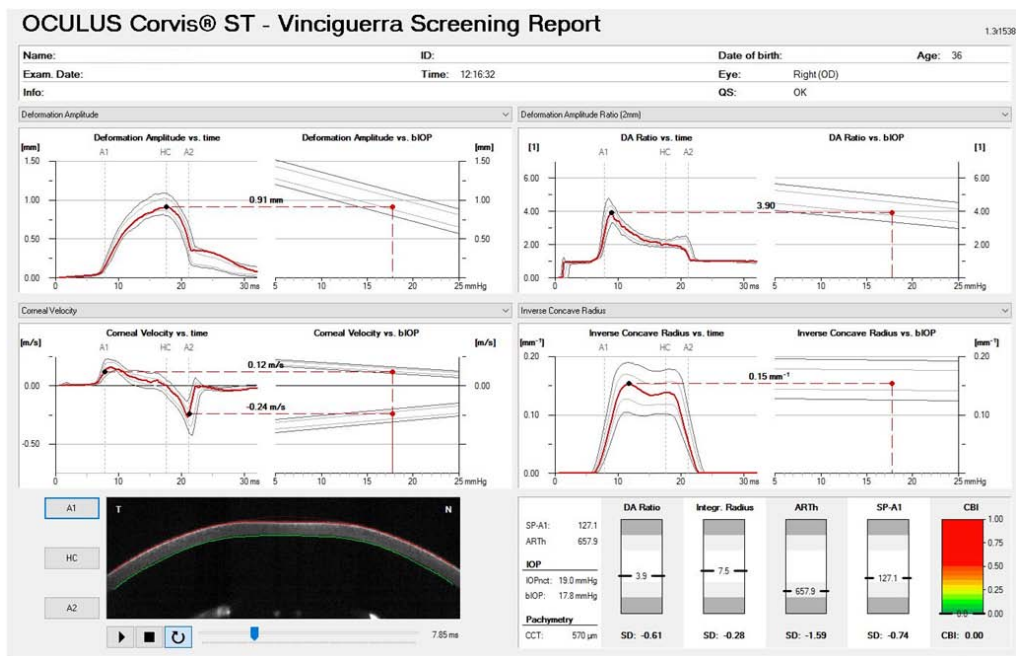 OCULUS Corvis® ST - Vinciguerra Screening Report
1.3r1538
Name: ID: Date of birth: Age: 36
Exam. Date: Time: 12:16:32 Eye: Right (OD)
Info: QS: OK
Deformation Amplitude Deformation Amplitude Ratio [2mm]
Deformation Amplitude vs. time Deformation Amplitude vs. bIOP DA Ratio vs. time DA Ratio vs. bIOP
[mm] A1 HC A2 [mm] [1] A1 HC A2 [1]
1.50 1.50 6.00 6.00
1.00 0.91 mm 1.00 4.00 3.90 4.00
0.50 0.50 2.00 2.00
0.00 0.00
0 10 20 30 ms 5 10 15 20 25 mmHg 0 10 20 30 ms 5 10 15 20 25 mmHg
Corneal Velocity Inverse Concave Radius
Corneal Velocity vs. time Corneal Velocity vs. bIOP Inverse Concave Radius vs. time Inverse Concave Radius vs. bIOP
[m/s] A1 HC A2 [m/s] [mm⁻¹] A1 HC A2 [mm⁻¹]
0.20 0.20
0.12 m/s 0.15 mm⁻¹
0.00 0.00
-0.24 m/s 0.10 0.10
-0.50
0.00
0 10 20 30 ms 5 10 15 20 25 mmHg 0 10 20 30 ms 5 10 15 20 25 mmHg
A1 T N
HC
A2
7.85 ms
DA Ratio Integr. Radius ARTh SP-A1 CBI
SP-A1: 127.1
ARTh 657.9
IOP
IOPnct: 19.0 mmHg
bIOP: 17.8 mmHg
Pachymetry
CCT: 570 µm
3.9 7.5 657.9 127.1 0.0
1.00
0.75
0.50
0.25
0.00
SD: -0.61 SD: -0.28 SD: -1.59 SD: -0.74 CBI: 0.00